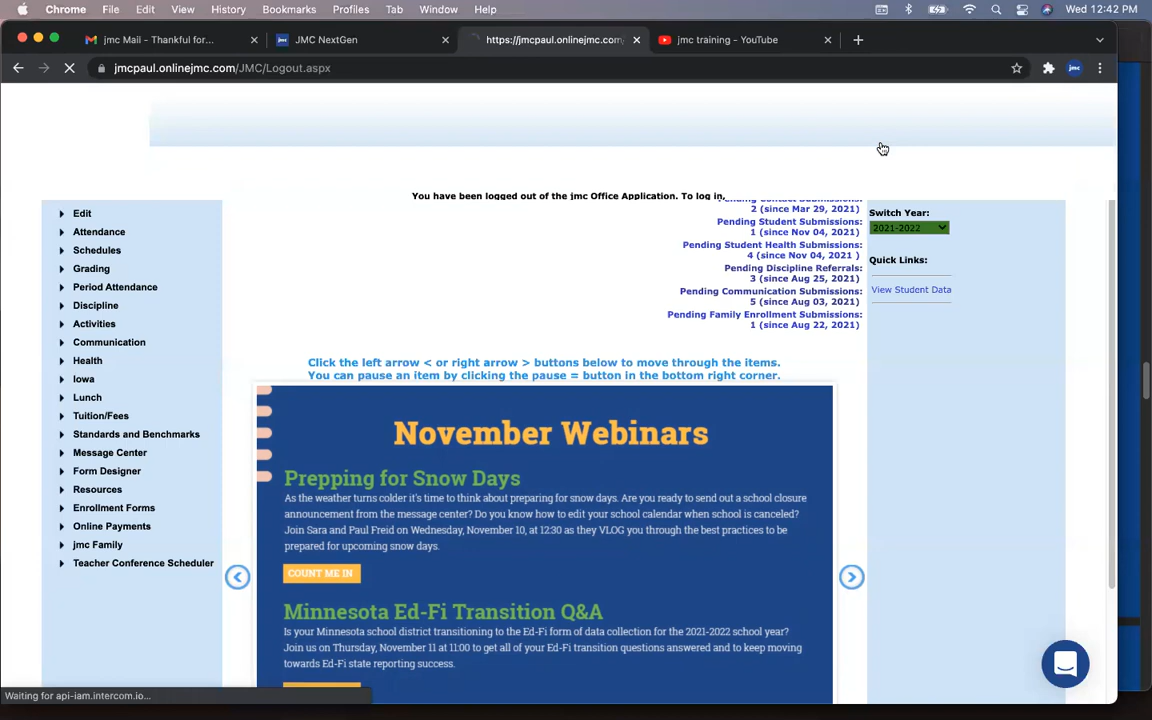 Chrome File Edit View History Bookmarks Profiles Tab Window Help Wed 12:42 PM
jmc Mail - Thankful for... jmc JMC NextGen https://jmcpaul.onlinejmc.com/ jmc training - YouTube
jmcpaul.onlinejmc.com/JMC/Logout.aspx jmc
You have been logged out of the jmc Office Application. To log in,
Edit
Attendance
Schedules
Grading
Period Attendance
Discipline
Activities
Communication
Health
Iowa
Lunch
Tuition/Fees
Standards and Benchmarks
Message Center
Form Designer
Resources
Enrollment Forms
Online Payments
jmc Family
Teacher Conference Scheduler
Pending Contact Submissions:
2 (since Mar 29, 2021)
Pending Student Submissions:
1 (since Nov 04, 2021)
Pending Student Health Submissions:
4 (since Nov 04, 2021 )
Pending Discipline Referrals:
3 (since Aug 25, 2021)
Pending Communication Submissions:
5 (since Aug 03, 2021)
Pending Family Enrollment Submissions:
1 (since Aug 22, 2021)
Switch Year:
2021-2022
Quick Links:
View Student Data
Click the left arrow < or right arrow > buttons below to move through the items.
You can pause an item by clicking the pause = button in the bottom right corner.
November Webinars
Prepping for Snow Days
As the weather turns colder it's time to think about preparing for snow days. Are you ready to send out a school closure
announcement from the message center? Do you know how to edit your school calendar when school is canceled?
Join Sara and Paul Freid on Wednesday, November 10, at 12:30 as they VLOG you through the best practices to be
prepared for upcoming snow days.
COUNT ME IN
Minnesota Ed-Fi Transition Q&A
Is your Minnesota school district transitioning to the Ed-Fi form of data collection for the 2021-2022 school year?
Join us on Thursday, November 11 at 11:00 to get all of your Ed-Fi transition questions answered and to keep moving
towards Ed-Fi state reporting success.
Waiting for api-iam.intercom.io...